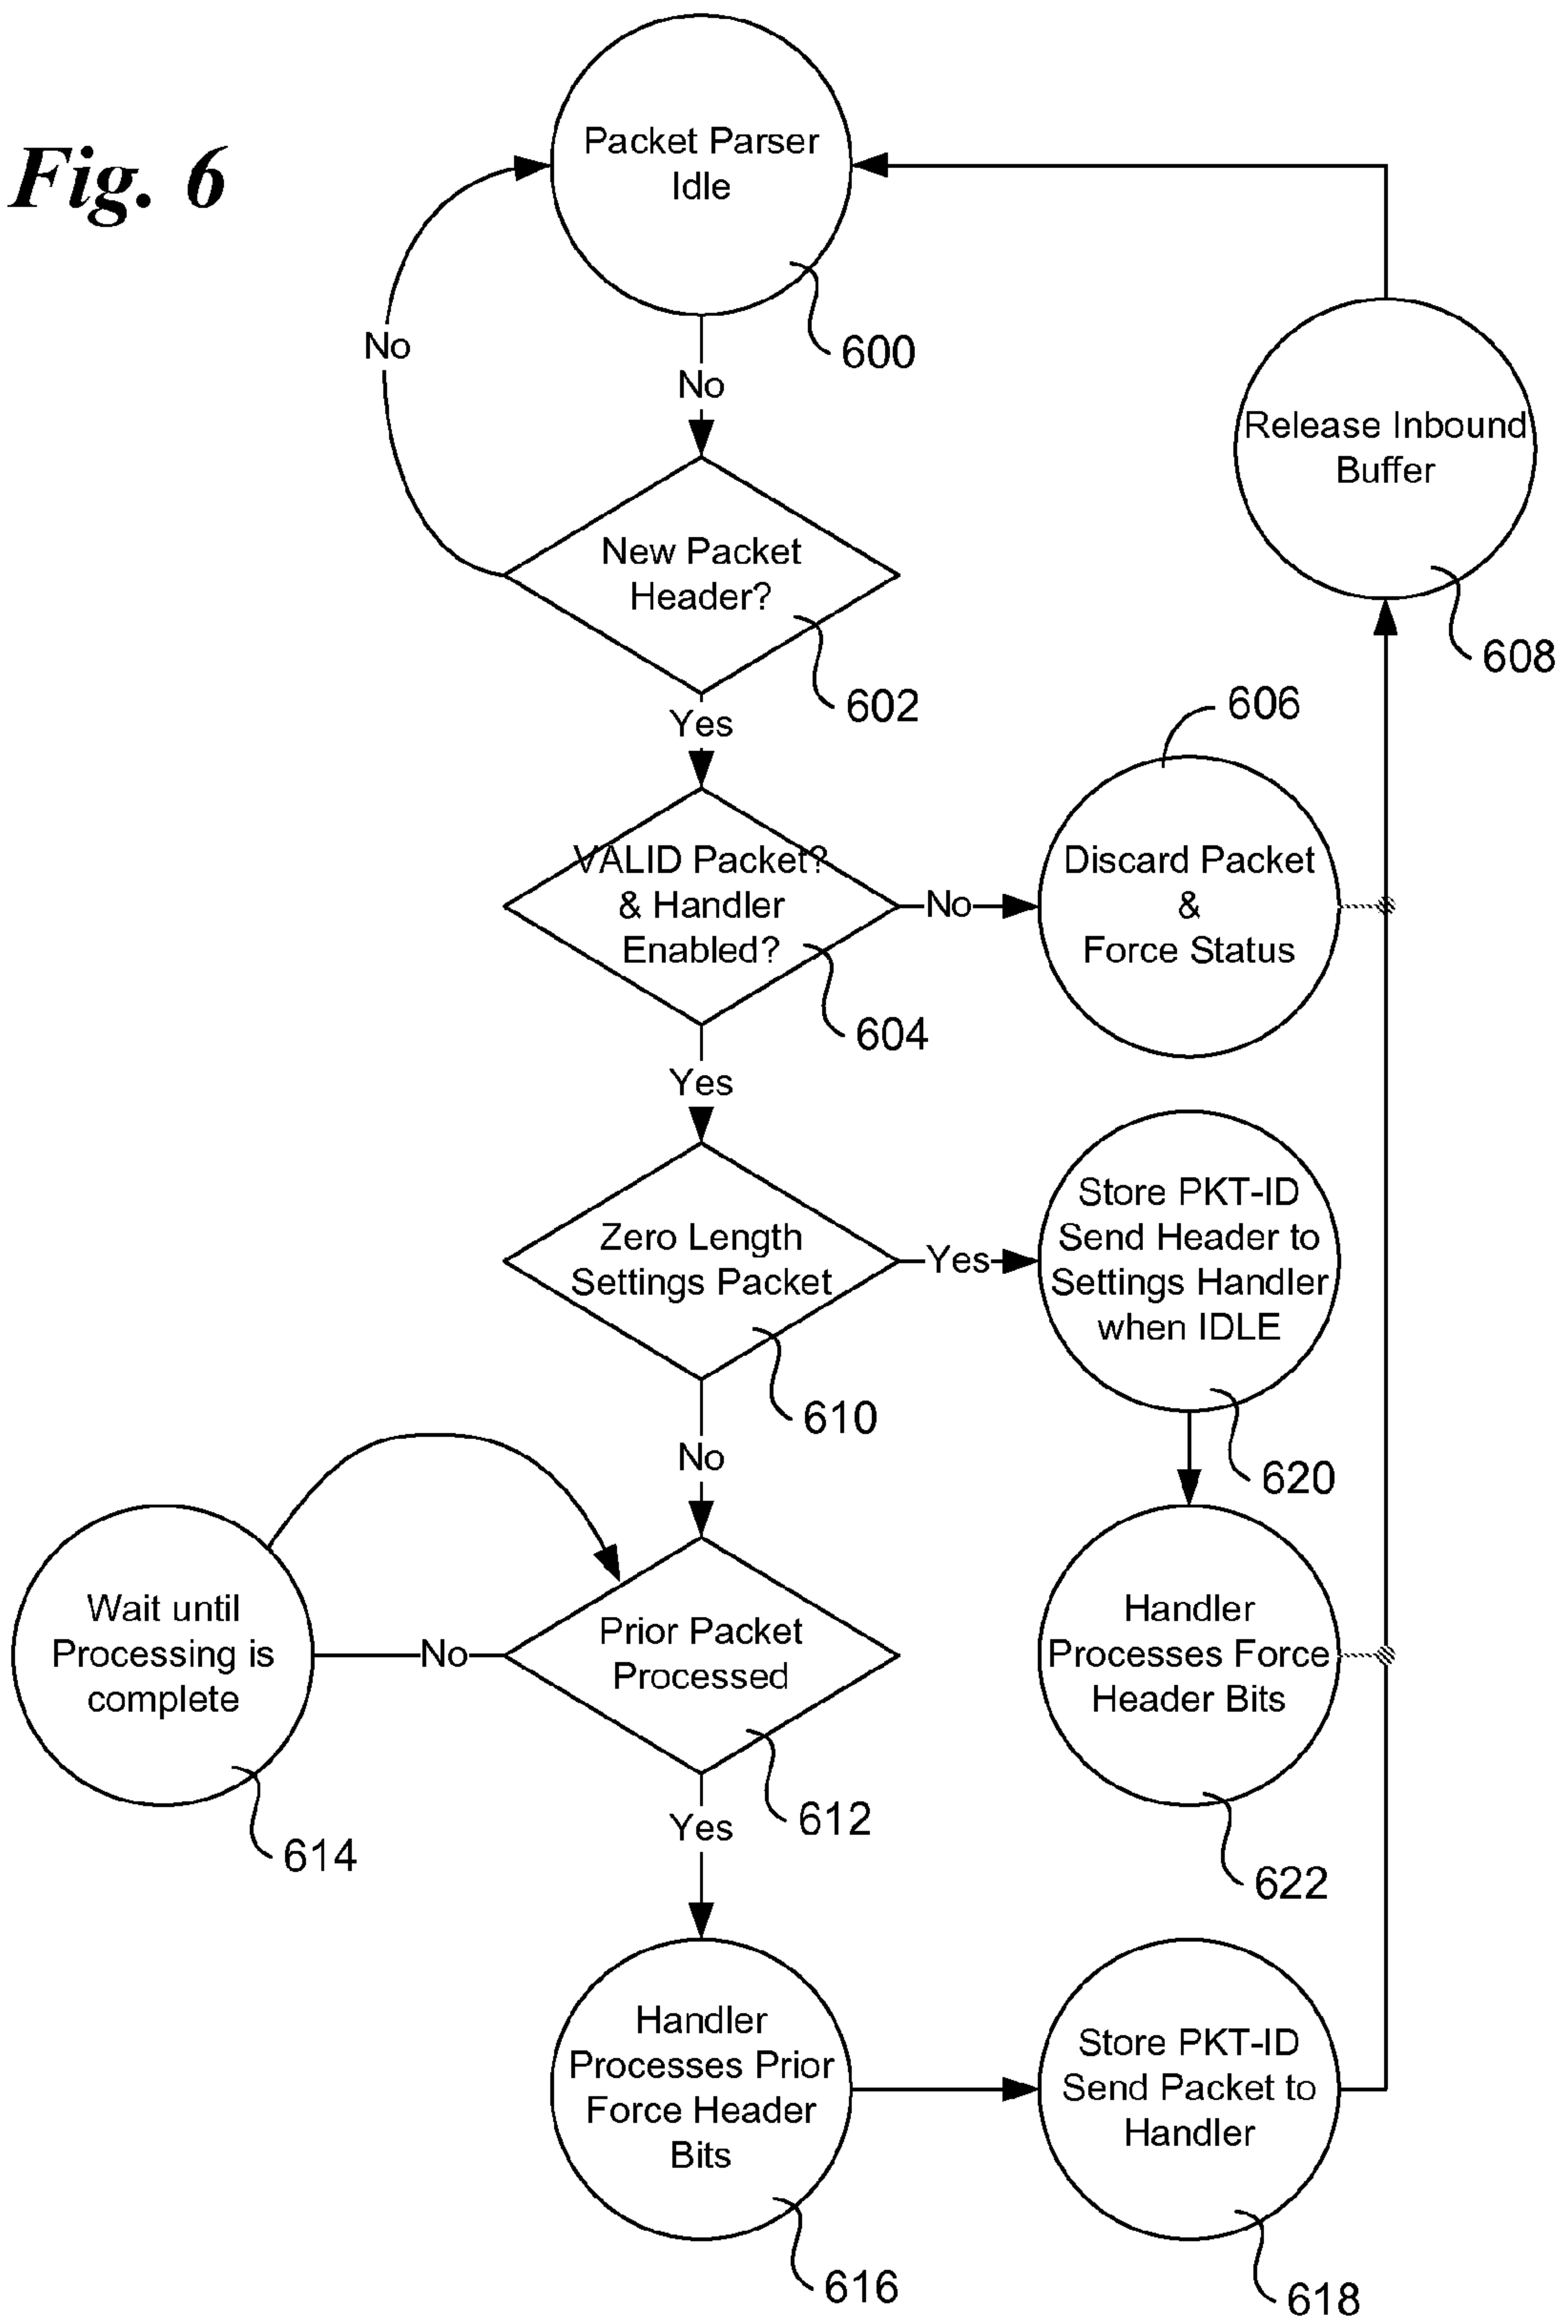 Fig. 6
Packet Parser
Idle
600
No
No
New Packet
Header?
602
Release Inbound
Buffer
608
Yes
VALID Packet?
& Handler
Enabled?
604
No
606
Discard Packet
&
Force Status
Yes
Zero Length
Settings Packet
610
Yes
Store PKT-ID
Send Header to
Settings Handler
when IDLE
620
No
Wait until
Processing is
complete
614
No
Prior Packet
Processed
612
Handler
Processes Force
Header Bits
622
Yes
Handler
Processes Prior
Force Header
Bits
616
Store PKT-ID
Send Packet to
Handler
618